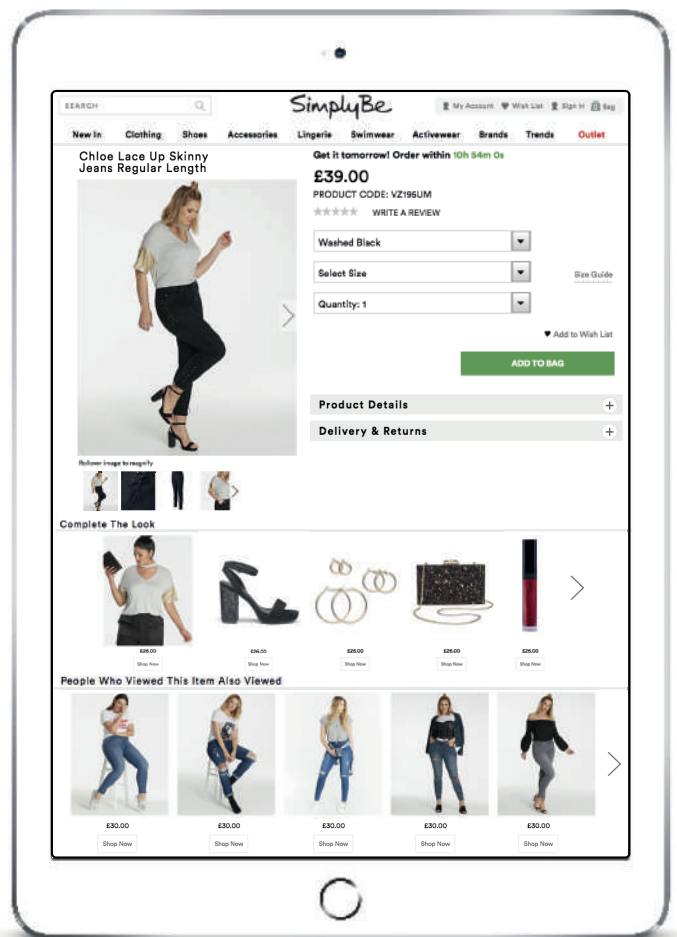 SEARCH
SimplyBe
My Account Wish List Sign In Bag
New In Clothing Shoes Accessories Lingerie Swimwear Activewear Brands Trends Outlet
Chloe Lace Up Skinny
Jeans Regular Length
Get it tomorrow! Order within 10h 54m 0s
£39.00
PRODUCT CODE: VZ195UM
WRITE A REVIEW
Washed Black
Select Size
Size Guide
Quantity: 1
Add to Wish List
ADD TO BAG
Product Details
Delivery & Returns
Rollover image to magnify
Complete The Look
£26.00 £26.00 £26.00 £26.00
Shop Now Shop Now Shop Now Shop Now Shop Now
People Who Viewed This Item Also Viewed
£30.00 £30.00 £30.00 £30.00 £30.00
Shop Now Shop Now Shop Now Shop Now Shop Now